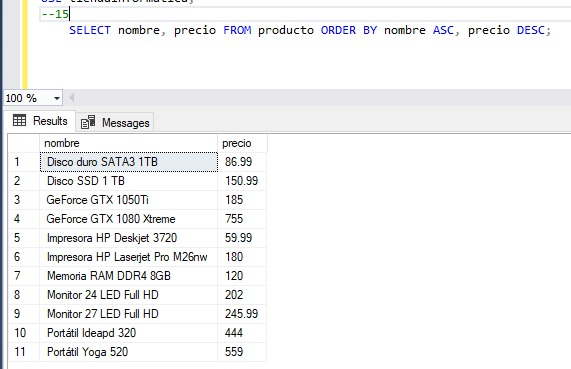 USE tiendainformatica;
--15
SELECT nombre, precio FROM producto ORDER BY nombre ASC, precio DESC;
100 %
Results Messages
nombre precio
1 Disco duro SATA3 1TB 86.99
2 Disco SSD 1 TB 150.99
3 GeForce GTX 1050Ti 185
4 GeForce GTX 1080 Xtreme 755
5 Impresora HP Deskjet 3720 59.99
6 Impresora HP Laserjet Pro M26nw 180
7 Memoria RAM DDR4 8GB 120
8 Monitor 24 LED Full HD 202
9 Monitor 27 LED Full HD 245.99
10 Portátil Ideapd 320 444
11 Portátil Yoga 520 559